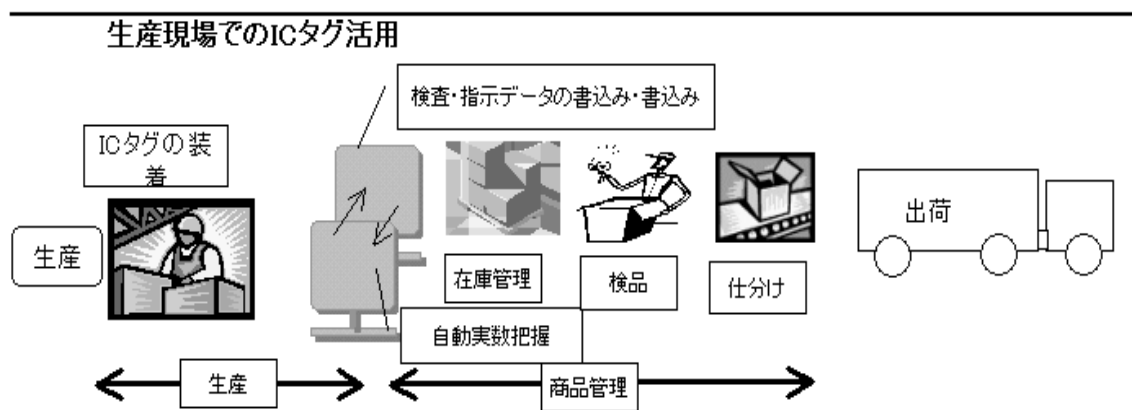 生産現場でのICタグ活用
検査・指示データの書込み・書込み
ICタグの装
着
生産
出荷
在庫管理
検品
仕分け
自動実数把握
生産
商品管理